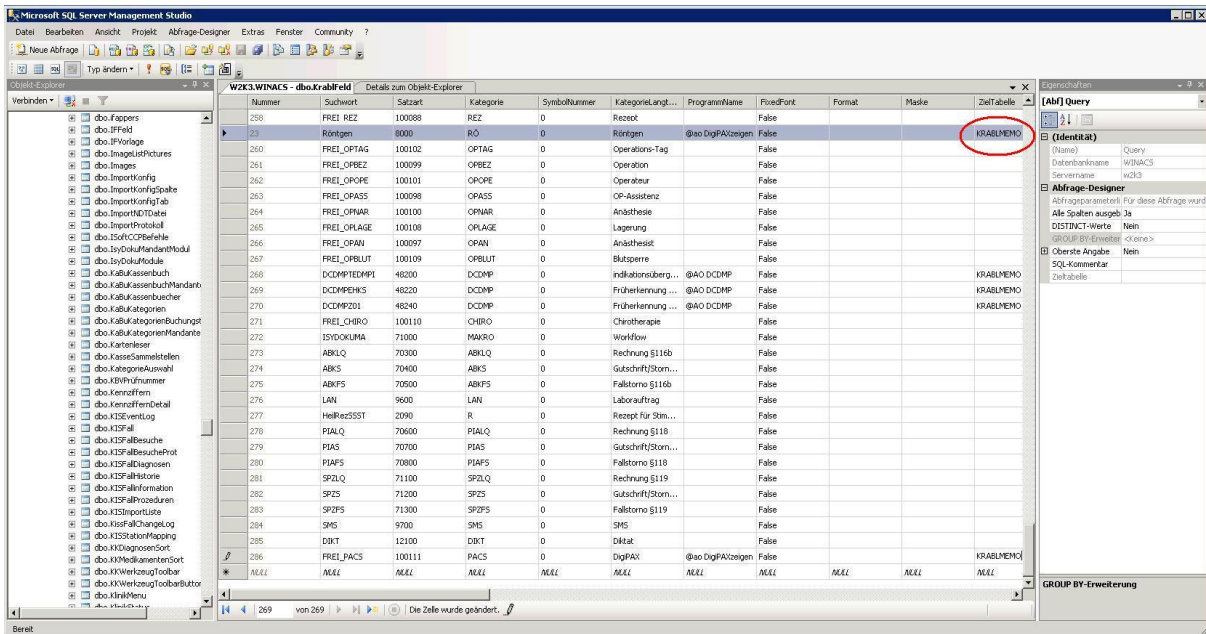 Microsoft SQL Server Management Studio
Datei Bearbeiten Ansicht Projekt Abfrage-Designer Extras Fenster Community ?
Neue Abfrage
Typ ändern
Objekt-Explorer
Verbinden
dbo.ifappers
dbo.IFFeld
dbo.IFVorlage
dbo.ImageListPictures
dbo.Images
dbo.ImportKonfig
dbo.ImportKonfigSpalte
dbo.ImportKonfigTab
dbo.ImportNDTDatei
dbo.ImportProtokoll
dbo.ISoftCCPBefehle
dbo.IsyDokuMandantModul
dbo.IsyDokuModule
dbo.KaBuKassenbuch
dbo.KaBuKassenbuchMandant
dbo.KaBuKassenbuecher
dbo.KaBuKategorien
dbo.KaBuKategorienBuchungst
dbo.KaBuKategorienMandante
dbo.Kartenleser
dbo.KasseSammelstellen
dbo.KategorieAuswahl
dbo.KBVPrüfnummer
dbo.Kennziffern
dbo.KennziffernDetail
dbo.KISEventLog
dbo.KISFall
dbo.KISFallBesuche
dbo.KISFallBesucheProt
dbo.KISFallDiagnosen
dbo.KISFallHistorie
dbo.KISFallinformation
dbo.KISFallProzeduren
dbo.KISImportListe
dbo.KissFallChangeLog
dbo.KISStationMapping
dbo.KKDiagnosenSort
dbo.KKMedikamentenSort
dbo.KKWerkzeugToolbar
dbo.KKWerkzeugToolbarButtor
dbo.KlinikMenu
dbo.KlinikStatus
W2K3.WINACS - dbo.KrablFeld Details zum Objekt-Explorer
Nummer Suchwort Satzart Kategorie SymbolNummer KategorieLangt... ProgrammName FixedFont Format Maske ZielTabelle
258 FREI_REZ 100088 REZ 0 Rezept False
23 Röntgen 8000 RÖ 0 Röntgen @ao DigiPAXzeigen False KRABLMEMO
260 FREI_OPTAG 100102 OPTAG 0 Operations-Tag False
261 FREI_OPBEZ 100099 OPBEZ 0 Operation False
262 FREI_OPOPE 100101 OPOPE 0 Operateur False
263 FREI_OPASS 100098 OPASS 0 OP-Assistenz False
264 FREI_OPNAR 100100 OPNAR 0 Anästhesie False
265 FREI_OPLAGE 100108 OPLAGE 0 Lagerung False
266 FREI_OPAN 100097 OPAN 0 Anästhesist False
267 FREI_OPBLUT 100109 OPBLUT 0 Blutsperre False
268 DCDMPTEDMPI 48200 DCDMP 0 indikationsüberg... @AO DCDMP False KRABLMEMO
269 DCDMPEHKS 48220 DCDMP 0 Früherkennung ... @AO DCDMP False KRABLMEMO
270 DCDMPZ01 48240 DCDMP 0 Früherkennung ... @AO DCDMP False KRABLMEMO
271 FREI_CHIRO 100110 CHIRO 0 Chirotherapie False
272 ISYDOKUMA 71000 MAKRO 0 Workflow False
273 ABKLQ 70300 ABKLQ 0 Rechnung §116b False
274 ABKS 70400 ABKS 0 Gutschrift/Storn... False
275 ABKFS 70500 ABKFS 0 Fallstorno §116b False
276 LAN 9600 LAN 0 Laborauftrag False
277 HeilRezSSST 2090 R 0 Rezept für Stim... False
278 PIALQ 70600 PIALQ 0 Rechnung §118 False
279 PIAS 70700 PIAS 0 Gutschrift/Storn... False
280 PIAFS 70800 PIAFS 0 Fallstorno §118 False
281 SPZLQ 71100 SPZLQ 0 Rechnung §119 False
282 SPZS 71200 SPZS 0 Gutschrift/Storn... False
283 SPZFS 71300 SPZFS 0 Fallstorno §119 False
284 SMS 9700 SMS 0 SMS False
285 DIKT 12100 DIKT 0 Diktat False
286 FREI_PACS 100111 PACS 0 DigiPAX @ao DigiPAXzeigen False KRABLMEMO
NULL NULL NULL NULL NULL NULL NULL NULL NULL NULL NULL
269 von 269 Die Zelle wurde geändert.
Eigenschaften
[Abf] Query
(Identität)
(Name) Query
Datenbankname WINACS
Servername w2k3
Abfrage-Designer
Abfrageparameterli Für diese Abfrage wurd
Alle Spalten ausgeb Ja
DISTINCT-Werte Nein
GROUP BY-Erweiter <Keine>
Oberste Angabe Nein
SQL-Kommentar
Zieltabelle
GROUP BY-Erweiterung
Bereit